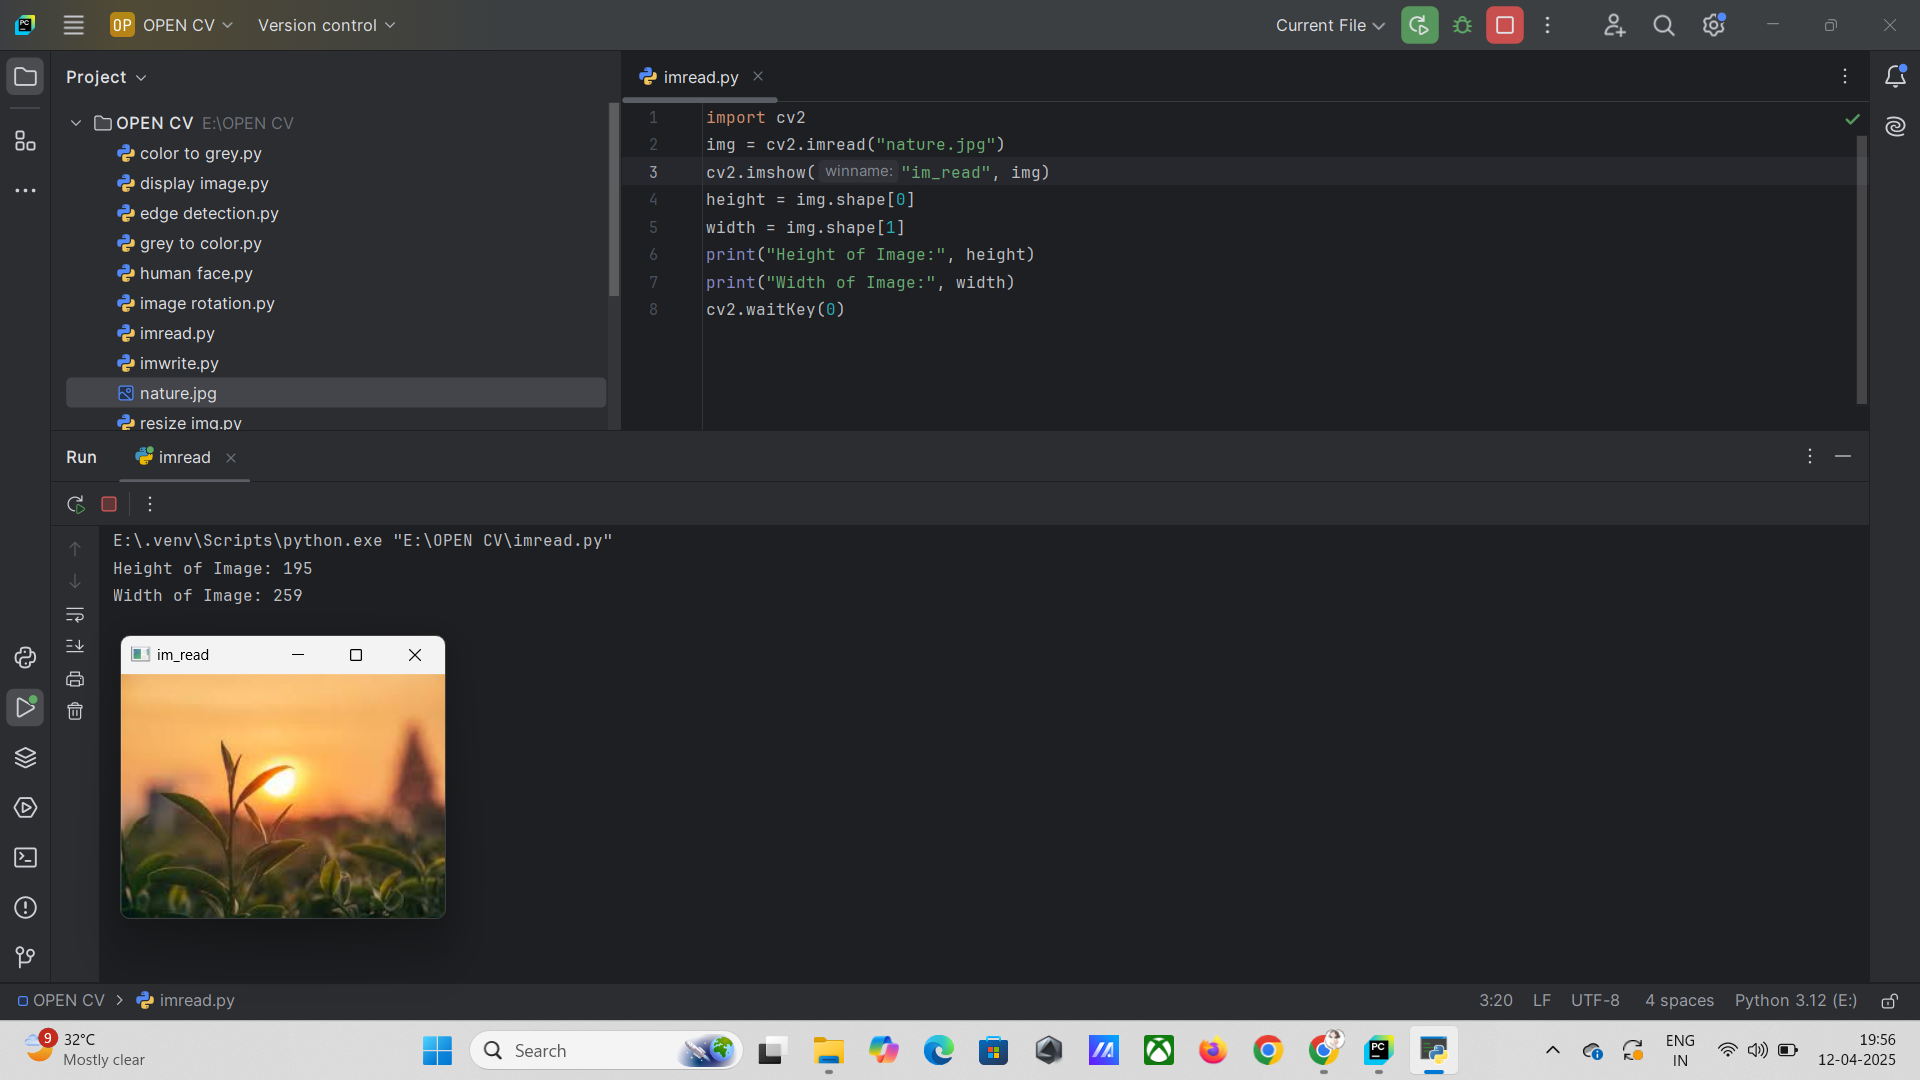 OP OPEN CV Version control
Current File
Project
imread.py
OPEN CV E:\OPEN CV
color to grey.py
display image.py
edge detection.py
grey to color.py
human face.py
image rotation.py
imread.py
imwrite.py
nature.jpg
resize img.py
1 import cv2
2 img = cv2.imread("nature.jpg")
3 cv2.imshow( winname: "im_read", img)
4 height = img.shape[0]
5 width = img.shape[1]
6 print("Height of Image:", height)
7 print("Width of Image:", width)
8 cv2.waitKey(0)
Run imread
E:\.venv\Scripts\python.exe "E:\OPEN CV\imread.py"
Height of Image: 195
Width of Image: 259
im_read
OPEN CV > imread.py
3:20 LF UTF-8 4 spaces Python 3.12 (E:)
9
32°C
Mostly clear
Search
PC
ENG
IN
19:56
12-04-2025